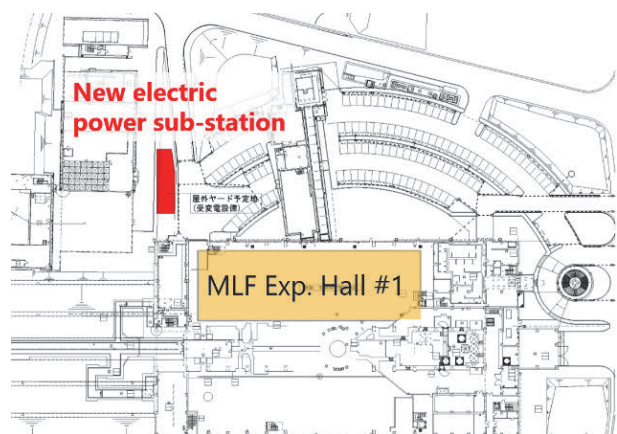 New electric
power sub-station
屋外ヤード予定地
(受変電設備)
MLF Exp. Hall #1